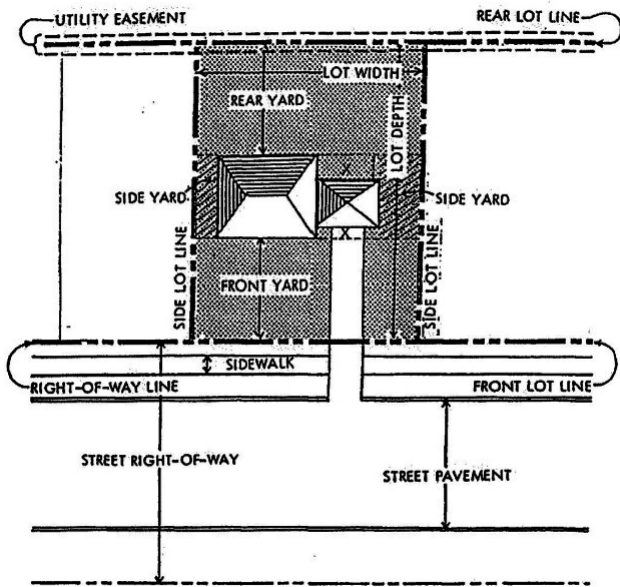 UTILITY EASEMENT
REAR LOT LINE
LOT WIDTH
REAR YARD
LOT DEPTH
X
SIDE YARD
SIDE YARD
X
SIDE LOT LINE
FRONT YARD
SIDE LOT LINE
SIDEWALK
RIGHT-OF-WAY LINE
FRONT LOT LINE
STREET RIGHT-OF-WAY
STREET PAVEMENT